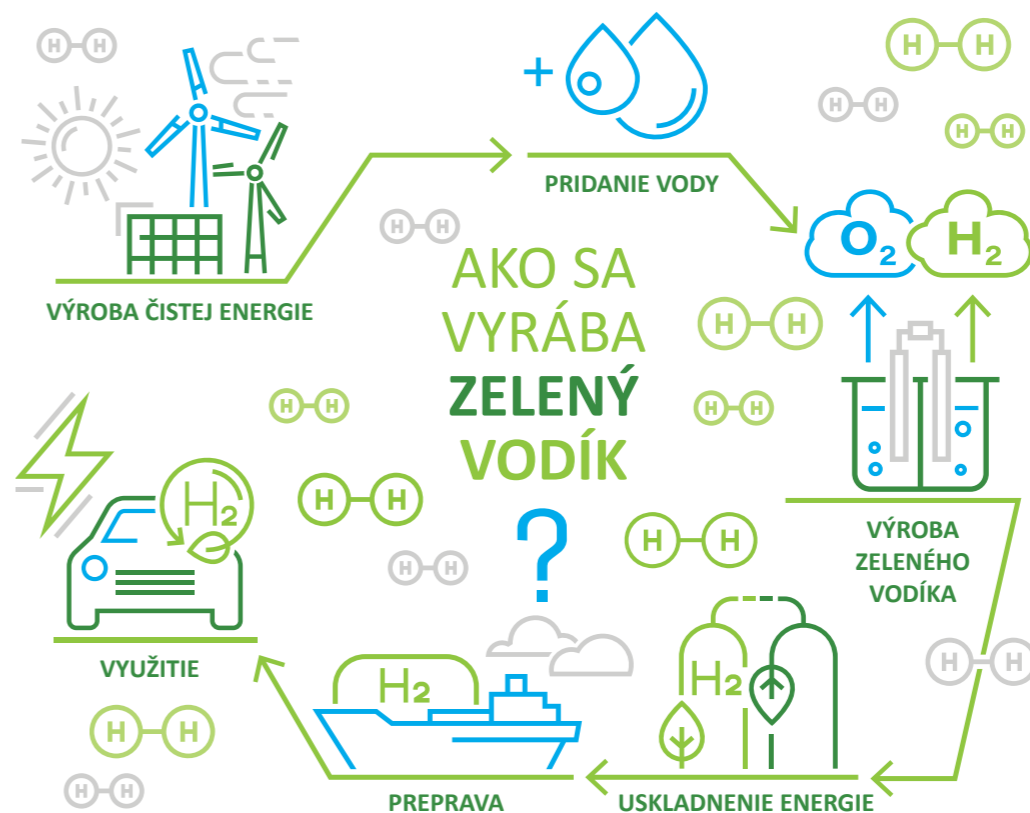 H-H
H-H
H-H
H-H
+
PRIDANIE VODY
H-H
O₂
H₂
VÝROBA ČISTEJ ENERGIE
AKO SA
VYRÁBA
ZELENÝ
VODÍK
?
H-H
H-H
H-H
H-H
H-H
H-H
H₂
VÝROBA
ZELENÉHO
VODÍKA
VYUŽITIE
H-H
H₂
H₂
H-H
H-H
PREPRAVA
USKLADNENIE ENERGIE